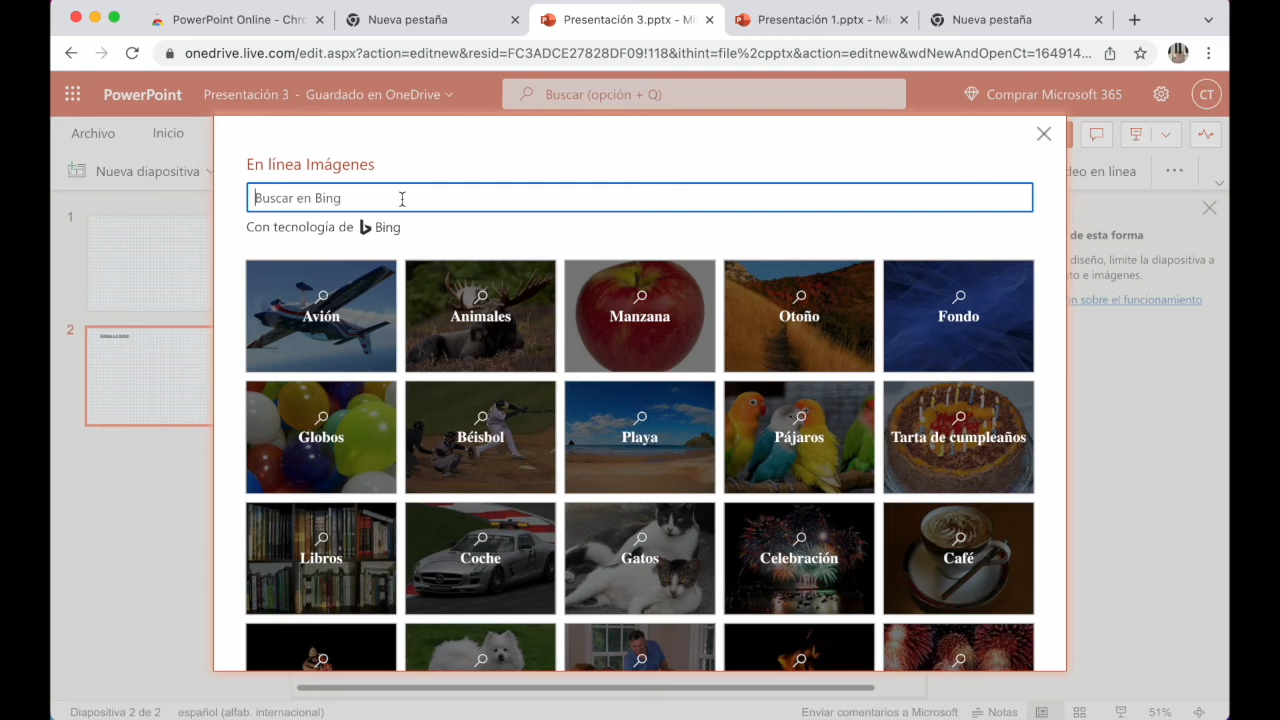 PowerPoint Online - Chro
Nueva pestaña
Presentación 3.pptx - Mi
Presentación 1.pptx - Mi
Nueva pestaña
onedrive.live.com/edit.aspx?action=editnew&resid=FC3ADCE27828DF09!118&ithint=file%2cpptx&action=editnew&wdNewAndOpenCt=164914...
PowerPoint
Presentación 3 - Guardado en OneDrive
Buscar (opción + Q)
Comprar Microsoft 365
CT
Archivo
Inicio
Nueva diapositiva
deo en línea
En línea Imágenes
Buscar en Bing
Con tecnología de Bing
1
2
de esta forma
diseño, limite la diapositiva a
to e imágenes.
n sobre el funcionamiento
Avión
Animales
Manzana
Otoño
Fondo
Globos
Béisbol
Playa
Pájaros
Tarta de cumpleaños
Libros
Coche
Gatos
Celebración
Café
Diapositiva 2 de 2
español (alfab. internacional)
Enviar comentarios a Microsoft
Notas
51%